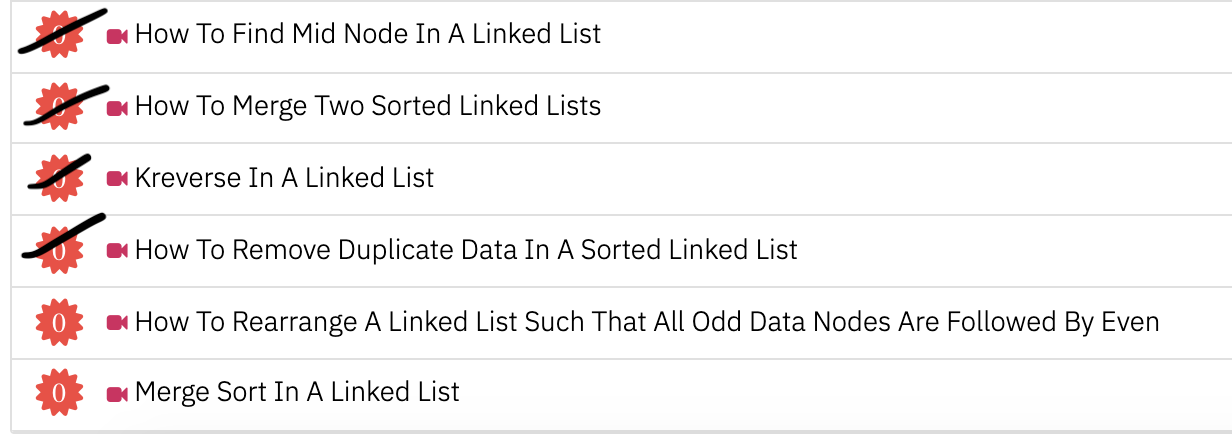 0 How To Find Mid Node In A Linked List
0 How To Merge Two Sorted Linked Lists
0 Kreverse In A Linked List
0 How To Remove Duplicate Data In A Sorted Linked List
0 How To Rearrange A Linked List Such That All Odd Data Nodes Are Followed By Even
0 Merge Sort In A Linked List